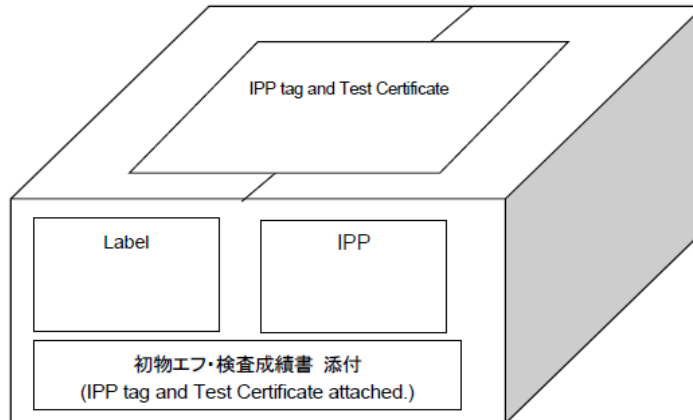 IPP tag and Test Certificate
Label
IPP
初物エフ・検査成績書 添付
(IPP tag and Test Certificate attached.)